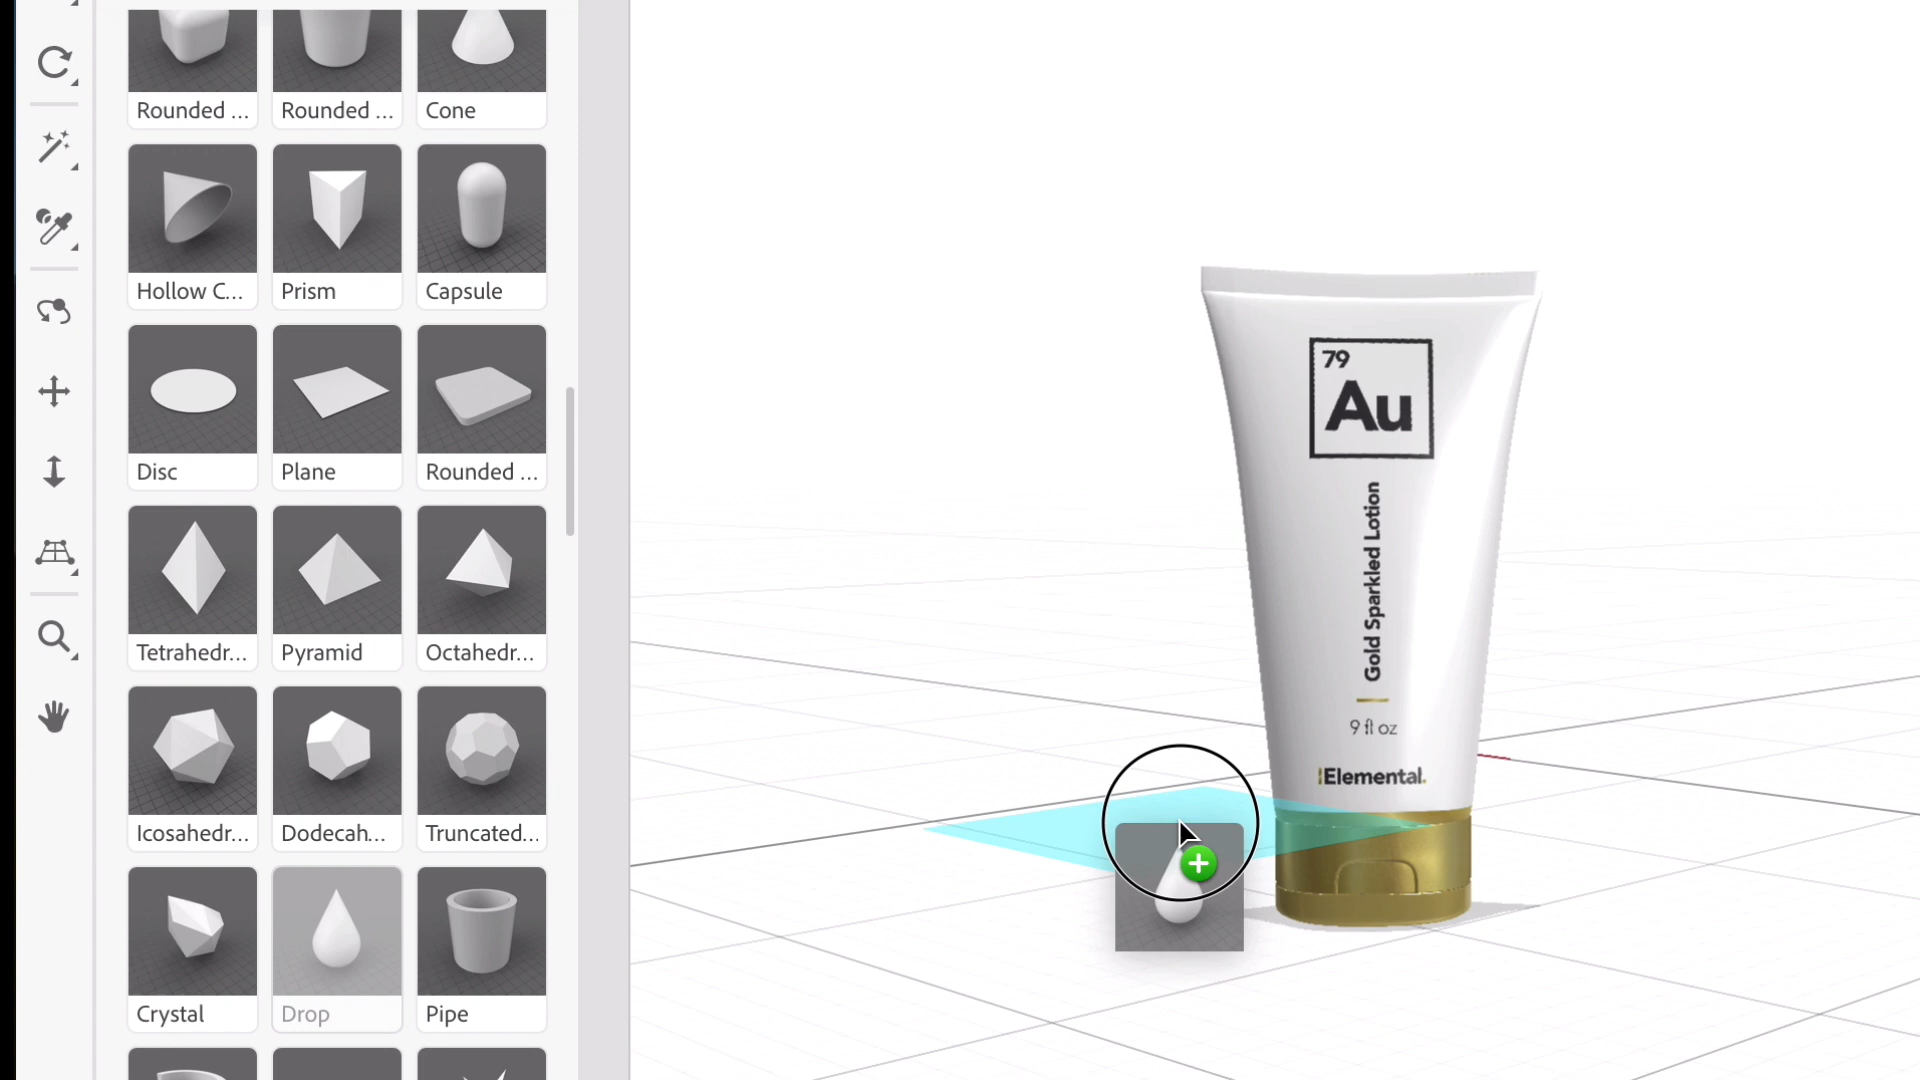 Rounded ...
Rounded ...
Cone
Hollow C...
Prism
Capsule
Disc
Plane
Rounded ...
Tetrahedr...
Pyramid
Octahedr...
Icosahedr...
Dodecah...
Truncated...
Crystal
Drop
Pipe
79
Au
Gold Sparkled Lotion
9 fl oz
Elemental.